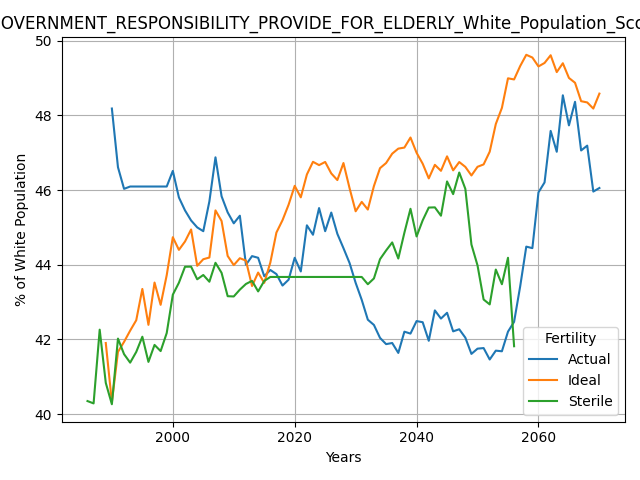 OVERNMENT_RESPONSIBILITY_PROVIDE_FOR_ELDERLY_White_Population_Sco
50
48
46
44
42
40
% of White Population
2000
2020
2040
2060
Years
Fertility
Actual
Ideal
Sterile